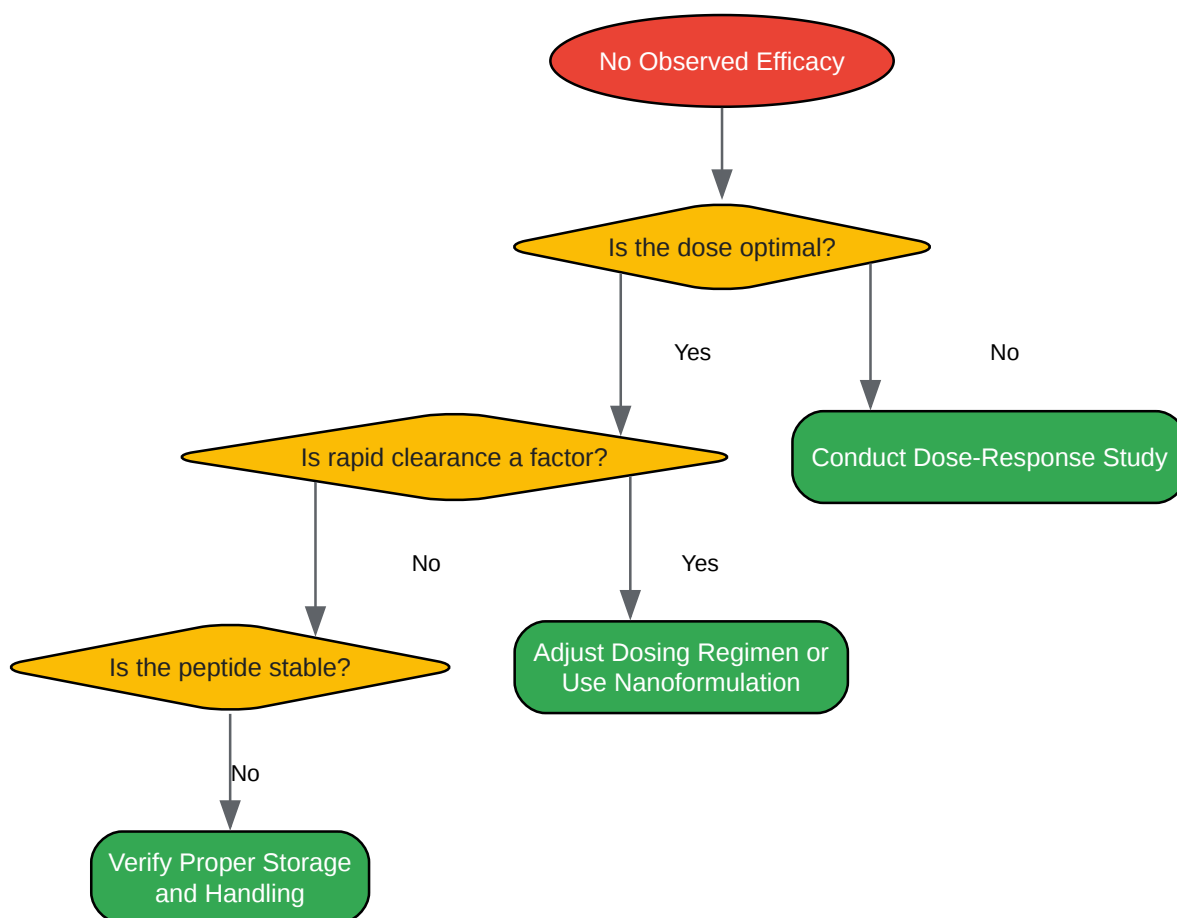 No Observed Efficacy
Is the dose optimal?
Yes
No
Is rapid clearance a factor?
Conduct Dose-Response Study
No
Yes
Is the peptide stable?
Adjust Dosing Regimen or
Use Nanoformulation
No
Verify Proper Storage
and Handling